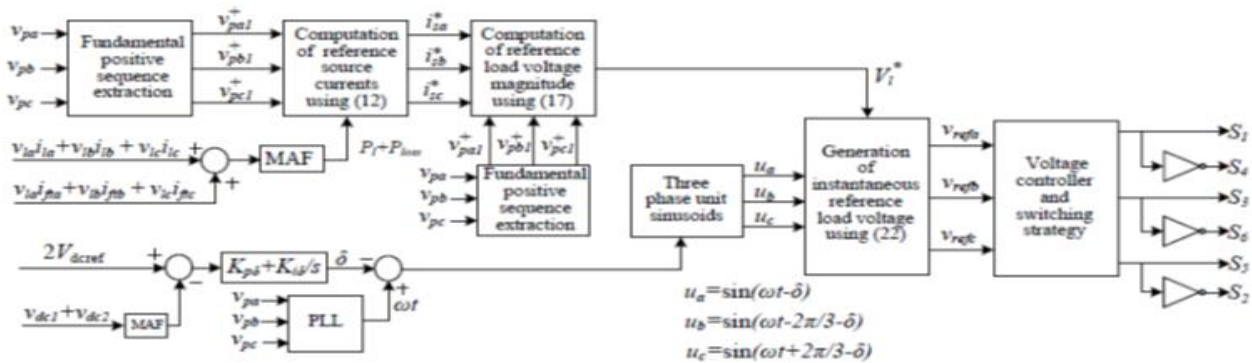 v_pa
v_pb
v_pc
Fundamental
positive
sequence
extraction
v⁺_pa1
v⁺_pb1
v⁺_pc1
Computation
of reference
source
currents
using (12)
i*_sa
i*_sb
i*_sc
Computation
of reference
load voltage
magnitude
using (17)
V_l*
v_la i_la+v_lb i_lb + v_lc i_lc
+
+
v_la i_fta+v_lb i_ftb + v_lc i_ftc
MAF
P_l+P_loss
v⁺_pa1 v⁺_pb1 v⁺_pc1
v_pa
v_pb
v_pc
Fundamental
positive
sequence
extraction
Three
phase unit
sinusoids
u_a
u_b
u_c
Generation
of
instantaneous
reference
load voltage
using (22)
v_refa
v_refb
v_refc
Voltage
controller
and
switching
strategy
S_1
S_4
S_3
S_6
S_5
S_2
2V_dcref
+
−
v_dc1+v_dc2
MAF
K_pδ+K_iδ/s
δ
−
+
ωt
v_pa
v_pb
v_pc
PLL
u_a=sin(ωt-δ)
u_b=sin(ωt-2π/3-δ)
u_c=sin(ωt+2π/3-δ)